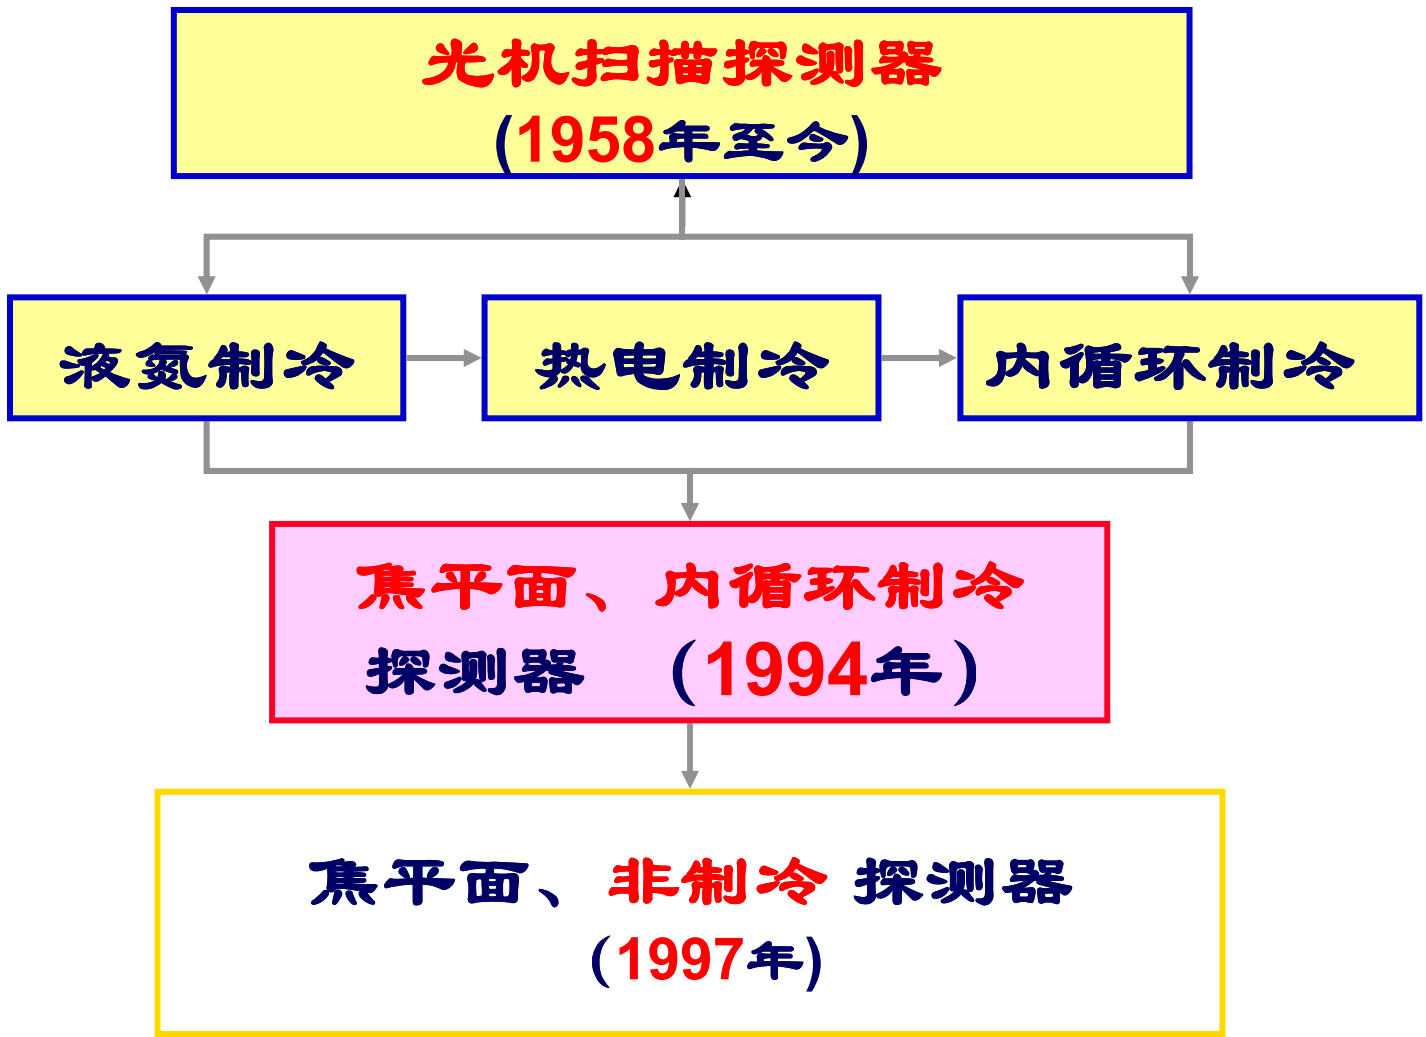 光机扫描探测器
(1958年至今)
液氮制冷
热电制冷
内循环制冷
焦平面、内循环制冷
探测器 (1994年)
焦平面、非制冷 探测器
(1997年)